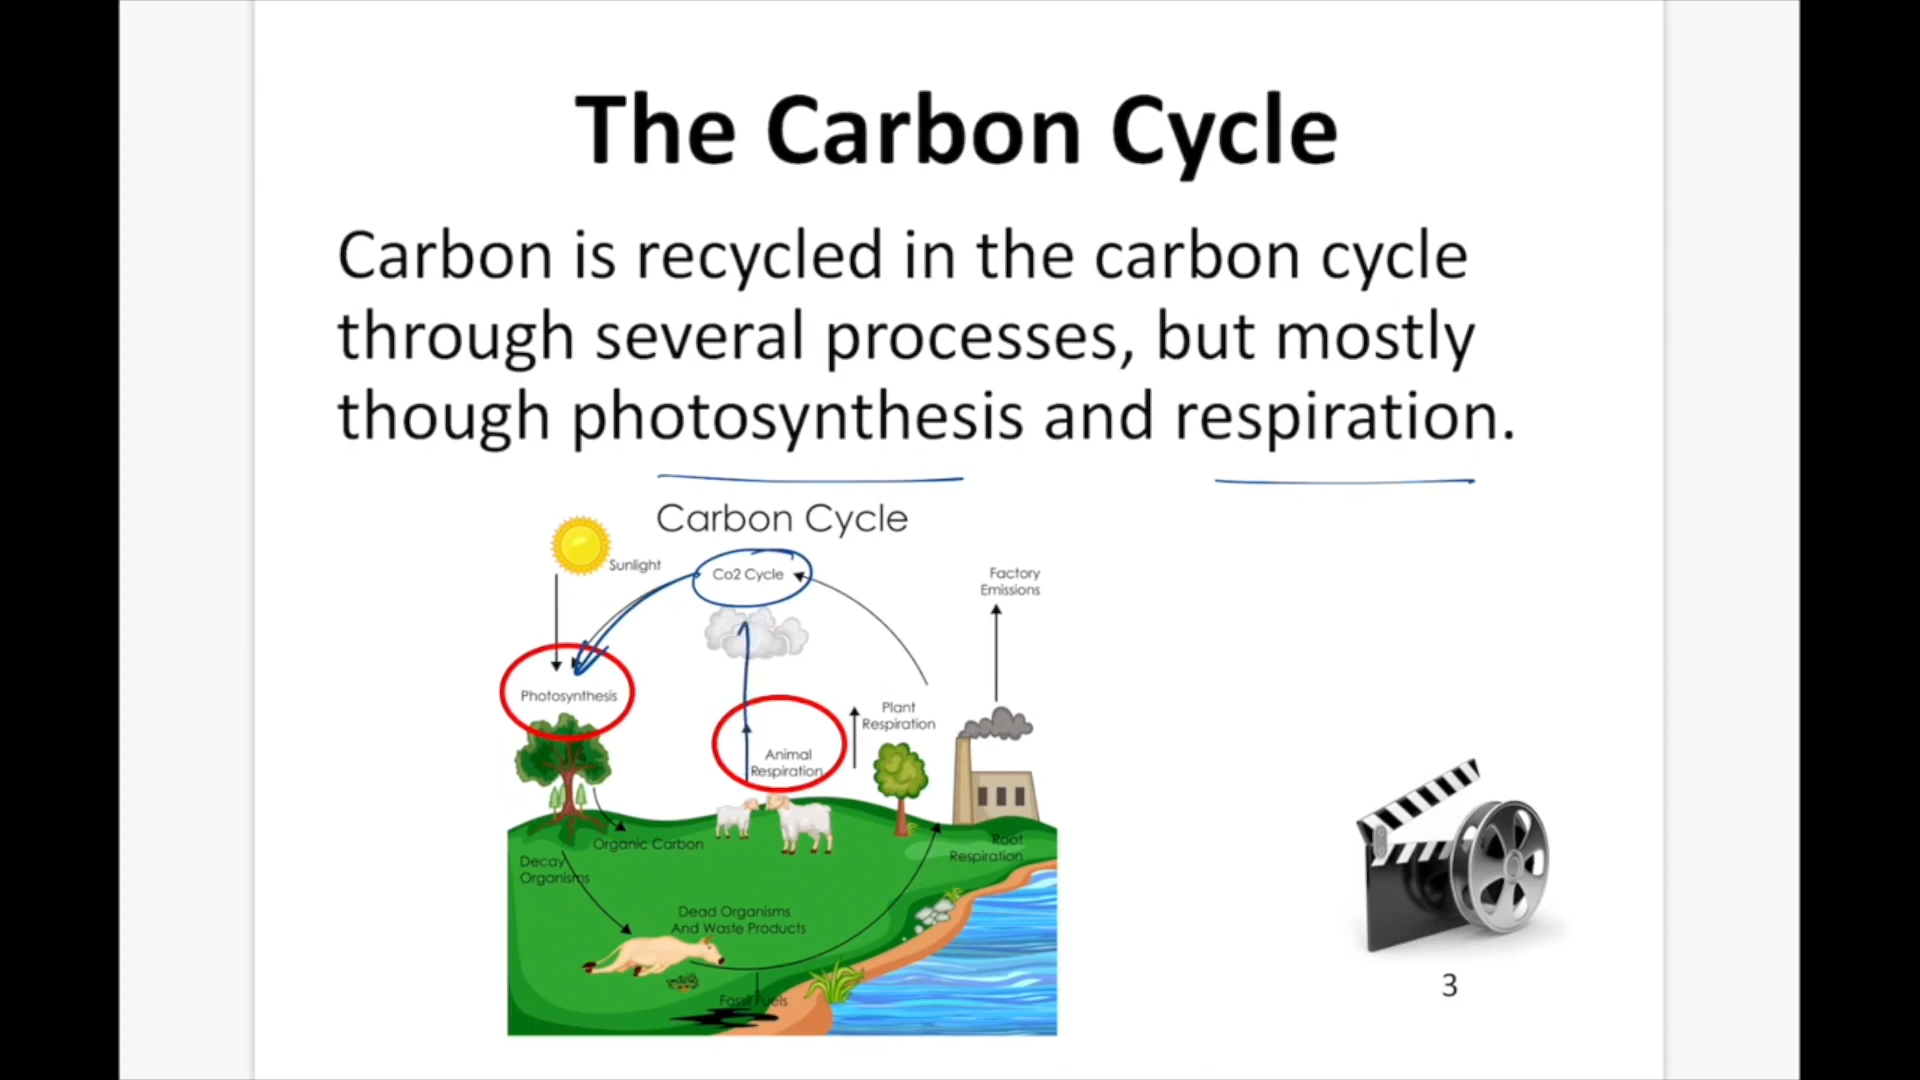 The Carbon Cycle
Carbon is recycled in the carbon cycle
through several processes, but mostly
though photosynthesis and respiration.
Carbon Cycle
Sunlight
Co2 Cycle
Factory
Emissions
Photosynthesis
Plant
Respiration
Animal
Respiration
Organic Carbon
Root
Respiration
Decay
Organisms
Dead Organisms
And Waste Products
Fossil Fuels
3